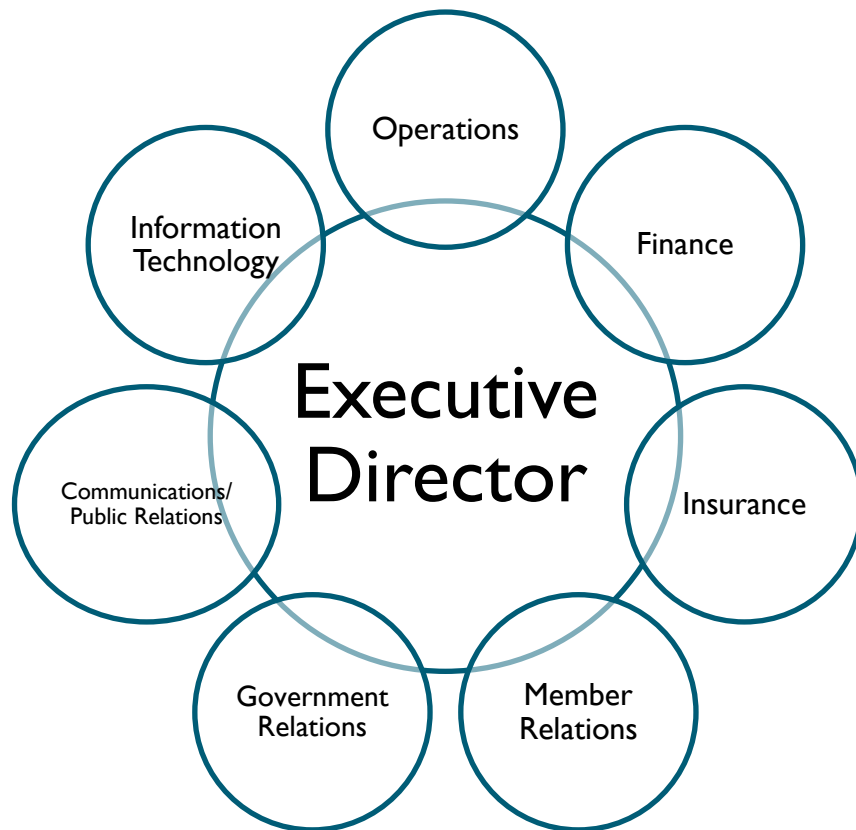 Operations
Information
Technology
Finance
Executive
Director
Communications/
Public Relations
Insurance
Government
Relations
Member
Relations